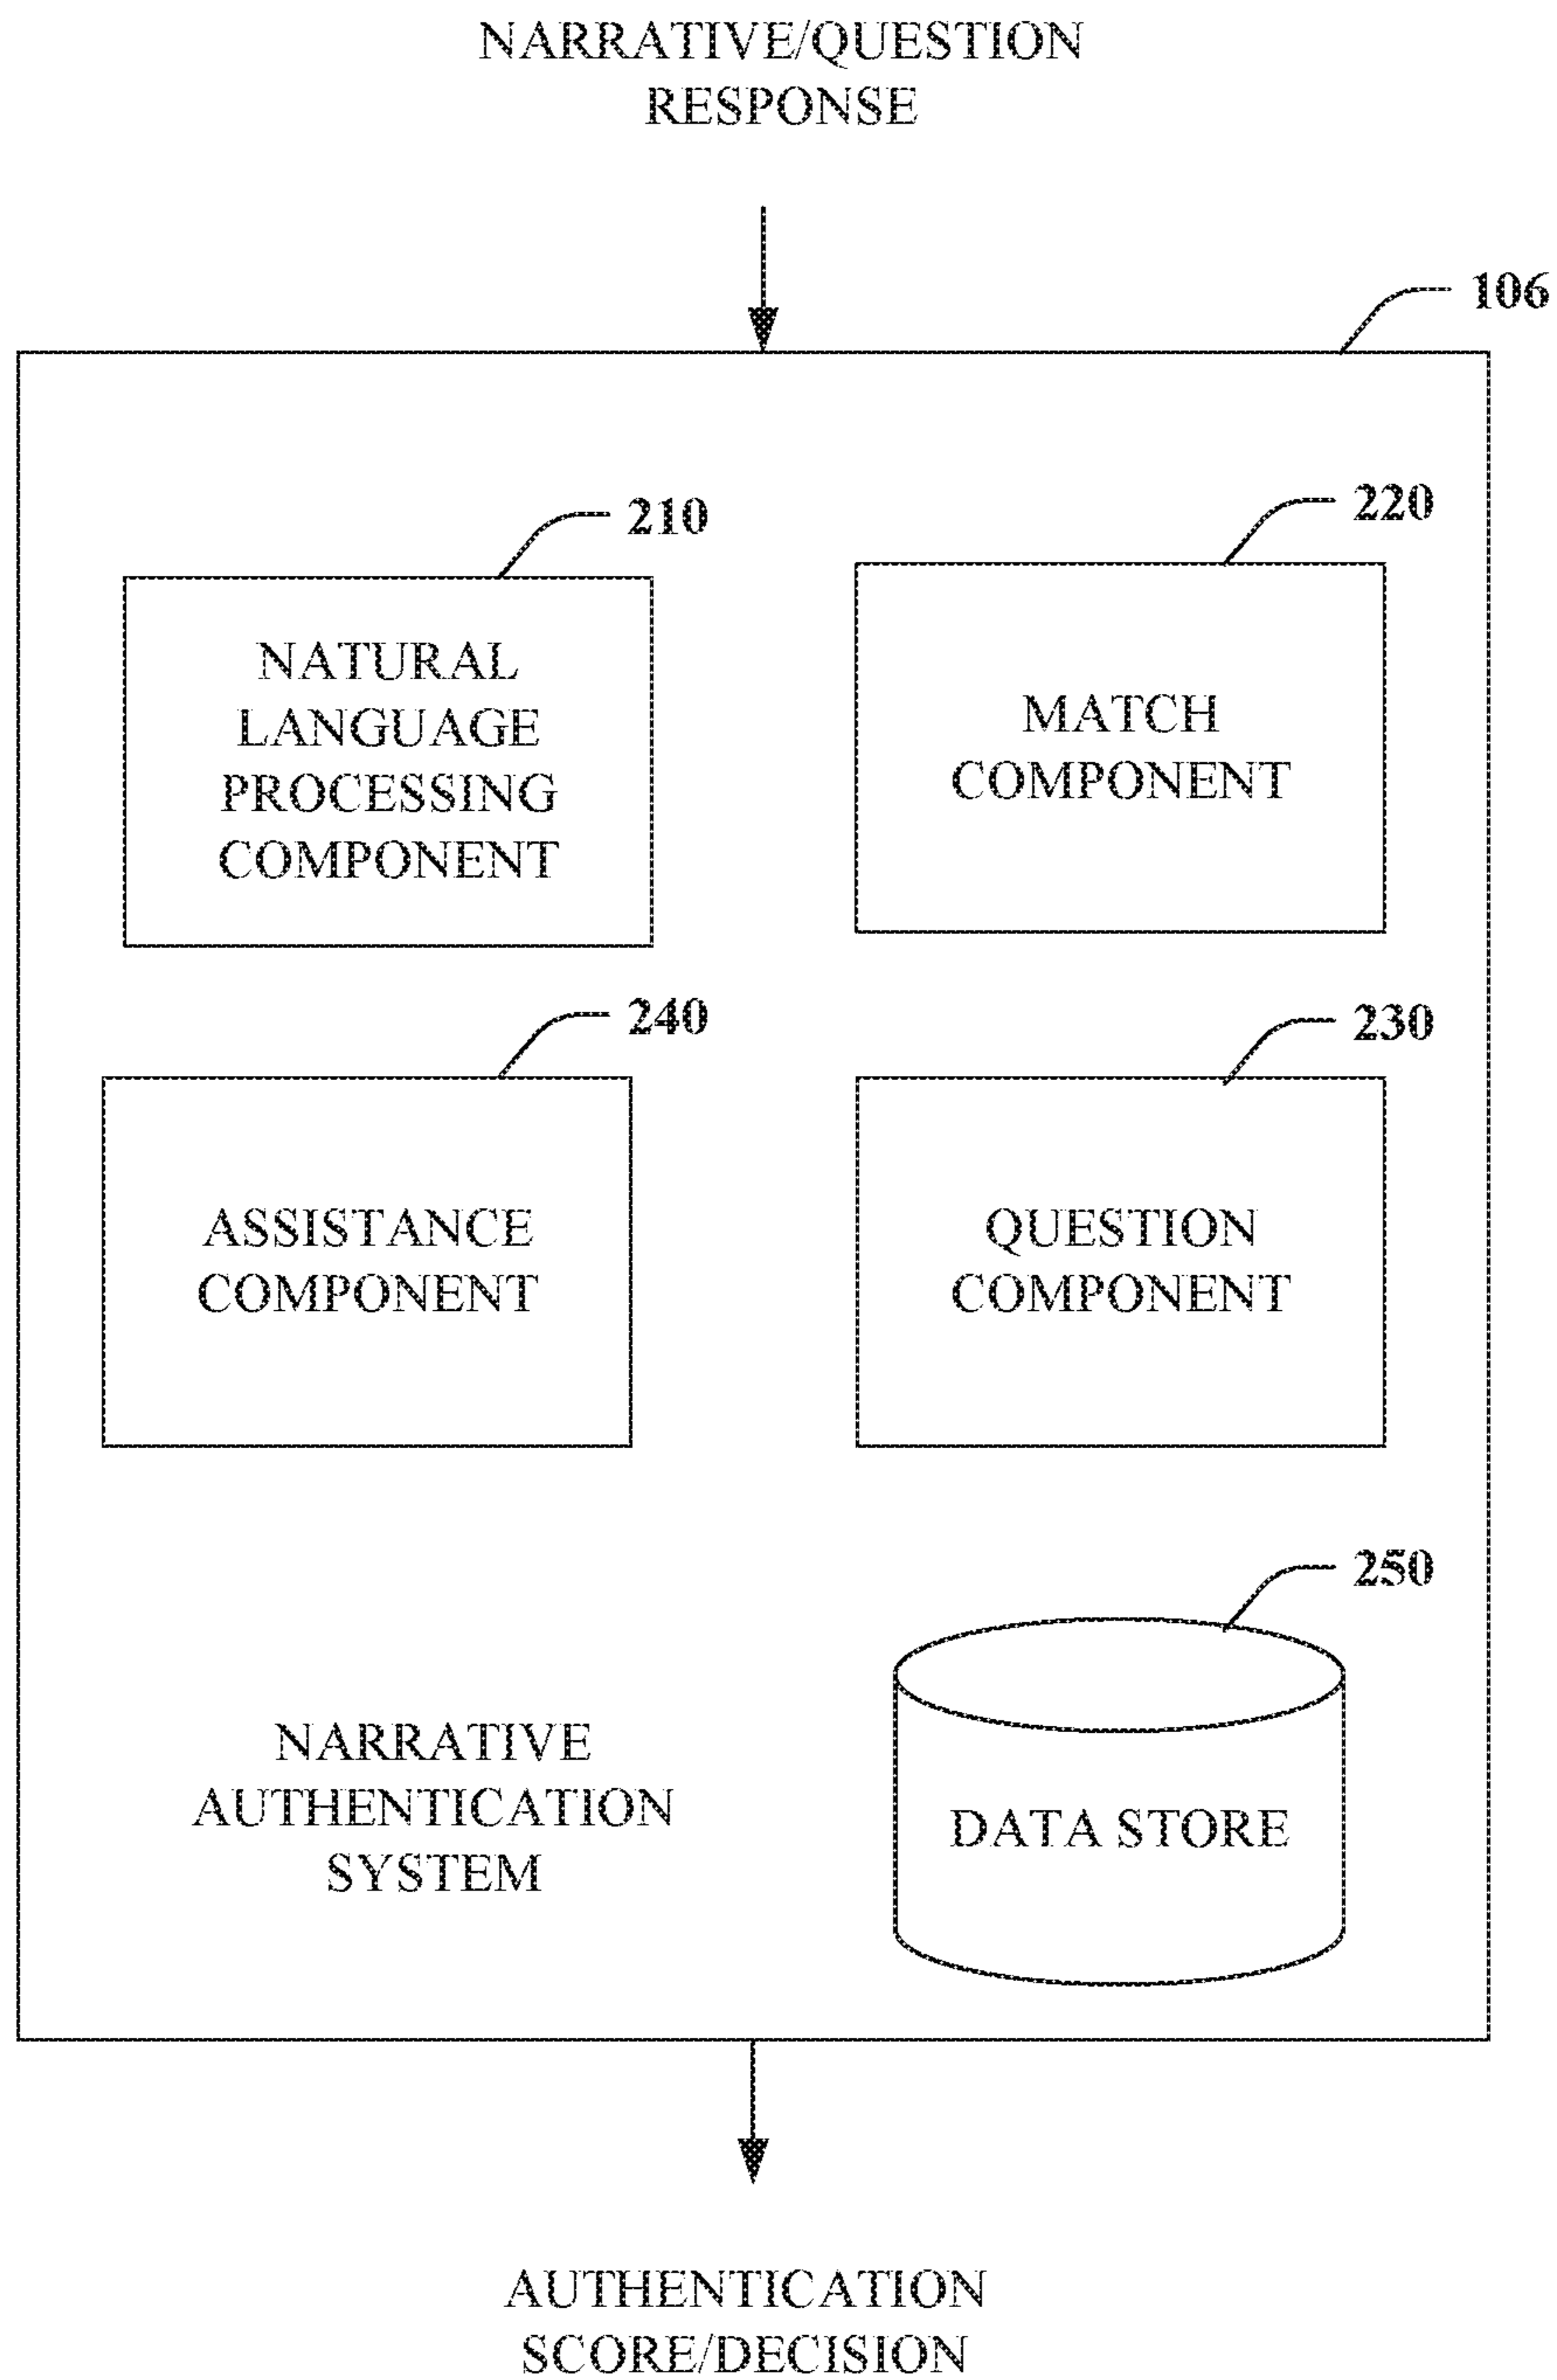 NARRATIVE/QUESTION
RESPONSE
106
210
220
NATURAL
LANGUAGE
PROCESSING
COMPONENT
MATCH
COMPONENT
240
230
ASSISTANCE
COMPONENT
QUESTION
COMPONENT
250
NARRATIVE
AUTHENTICATION
SYSTEM
DATA STORE
AUTHENTICATION
SCORE/DECISION